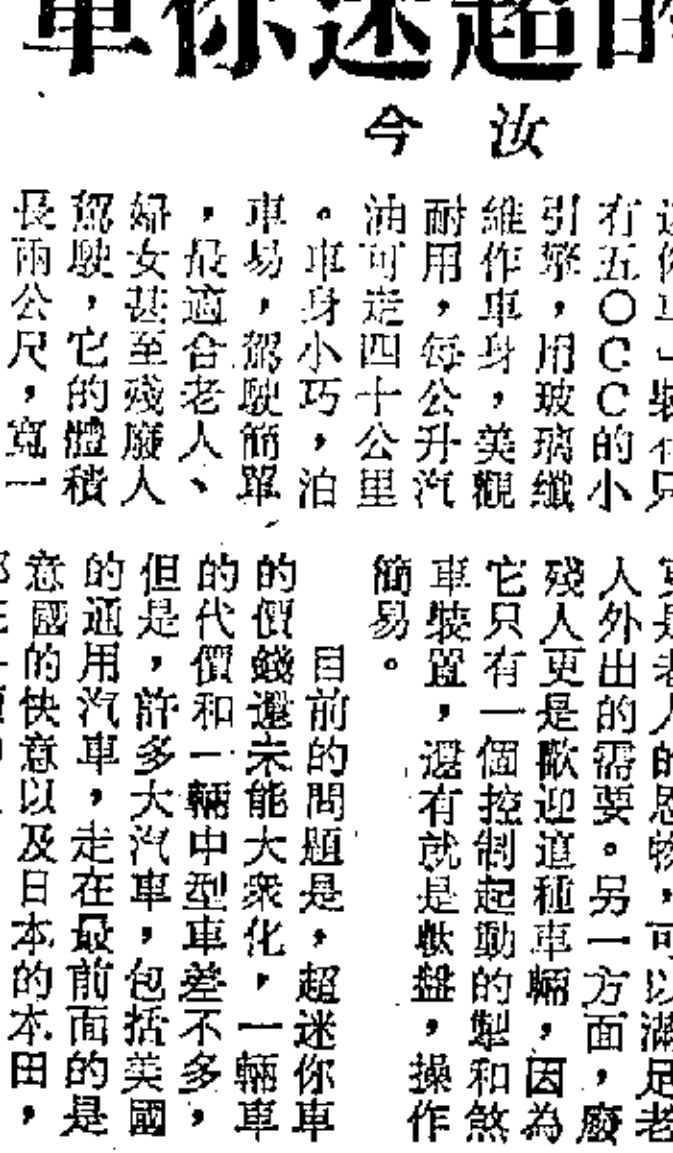 的超迷你車
汝今
有五〇CC的小
引擎，用玻璃纖
維作車身，美觀
耐用，每公升汽
油可走四十公里
。車身小巧，泊
車易，駕駛簡單
，最適合老人、
婦女甚至殘廢人
駕駛，它的體積
長兩公尺，寬一
更是老人的恩物，可以滿足老
人外出的需要。另一方面，廢
殘人更是歡迎這種車輛，因為
它只有一個控制起動的掣和煞
車裝置，還有就是軚盤，操作
簡易。
目前的問題是，超迷你車
的價錢還未能大衆化，一輛車
的代價和一輛中型車差不多，
但是，許多大汽車，包括美國
的通用汽車，走在最前面的是
意國的快意以及日本的本田，